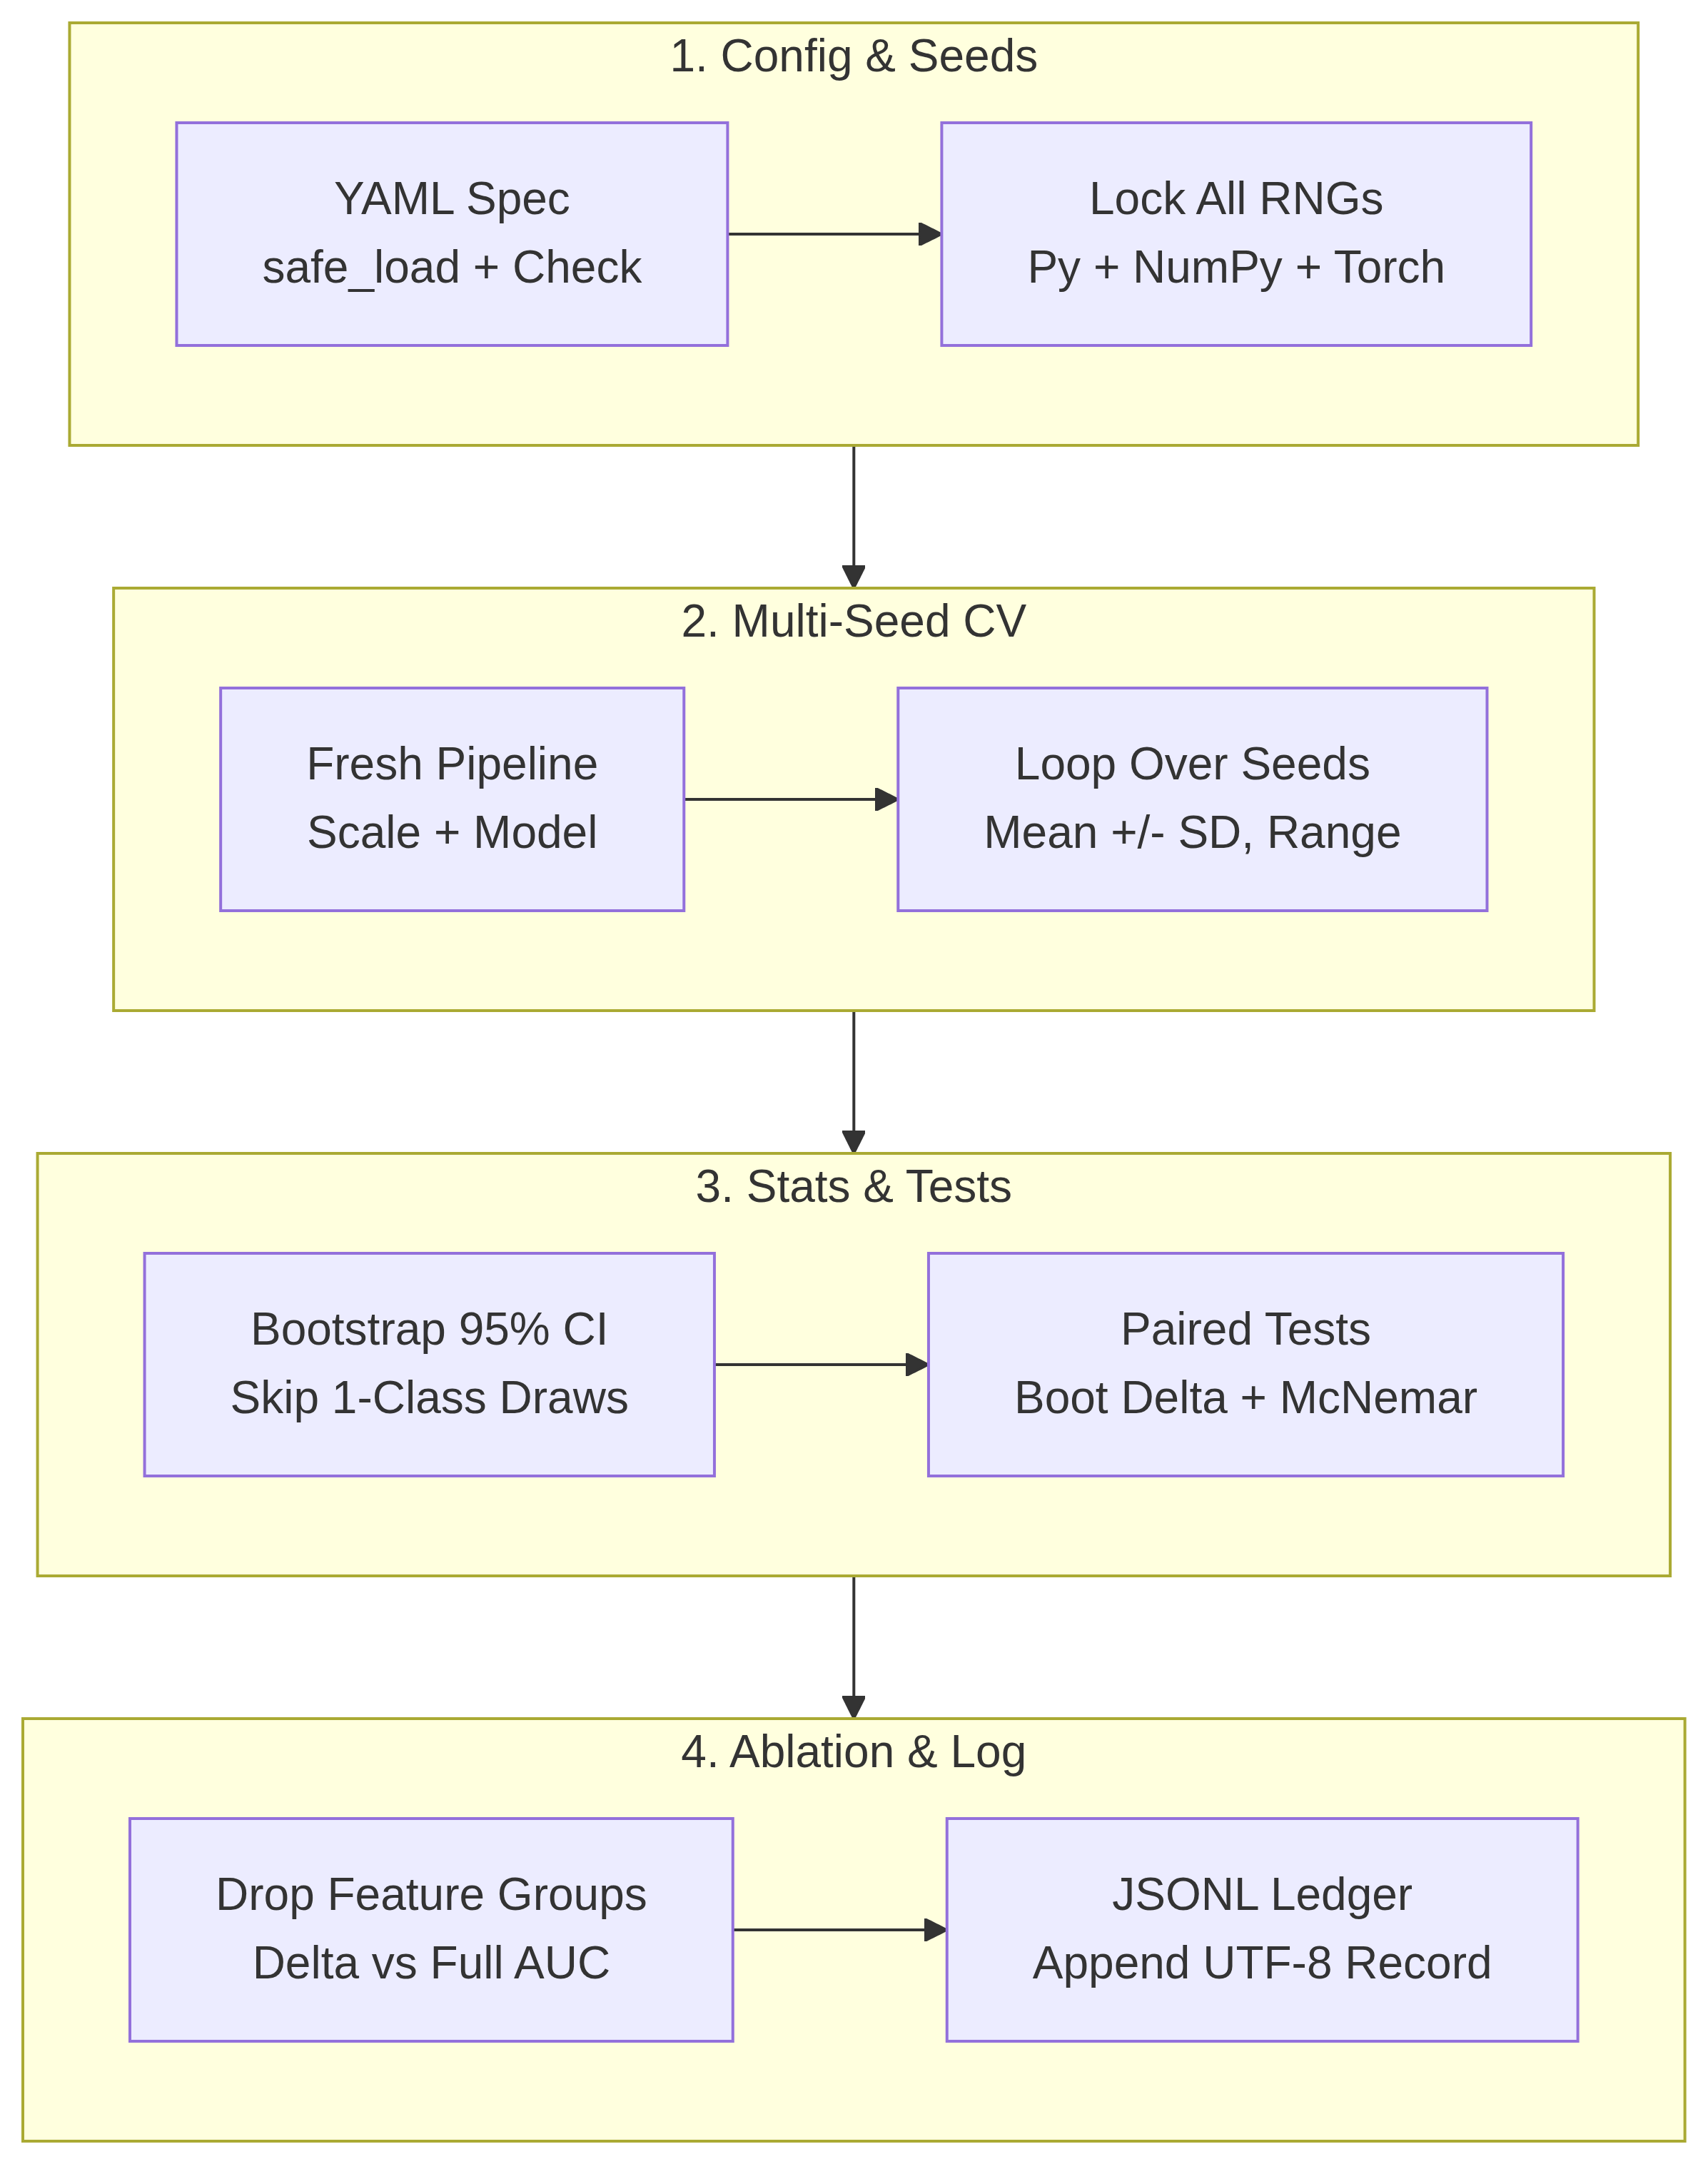 1. Config & Seeds
YAML Spec
safe_load + Check
Lock All RNGs
Py + NumPy + Torch
2. Multi-Seed CV
Fresh Pipeline
Scale + Model
Loop Over Seeds
Mean +/- SD, Range
3. Stats & Tests
Bootstrap 95% CI
Skip 1-Class Draws
Paired Tests
Boot Delta + McNemar
4. Ablation & Log
Drop Feature Groups
Delta vs Full AUC
JSONL Ledger
Append UTF-8 Record